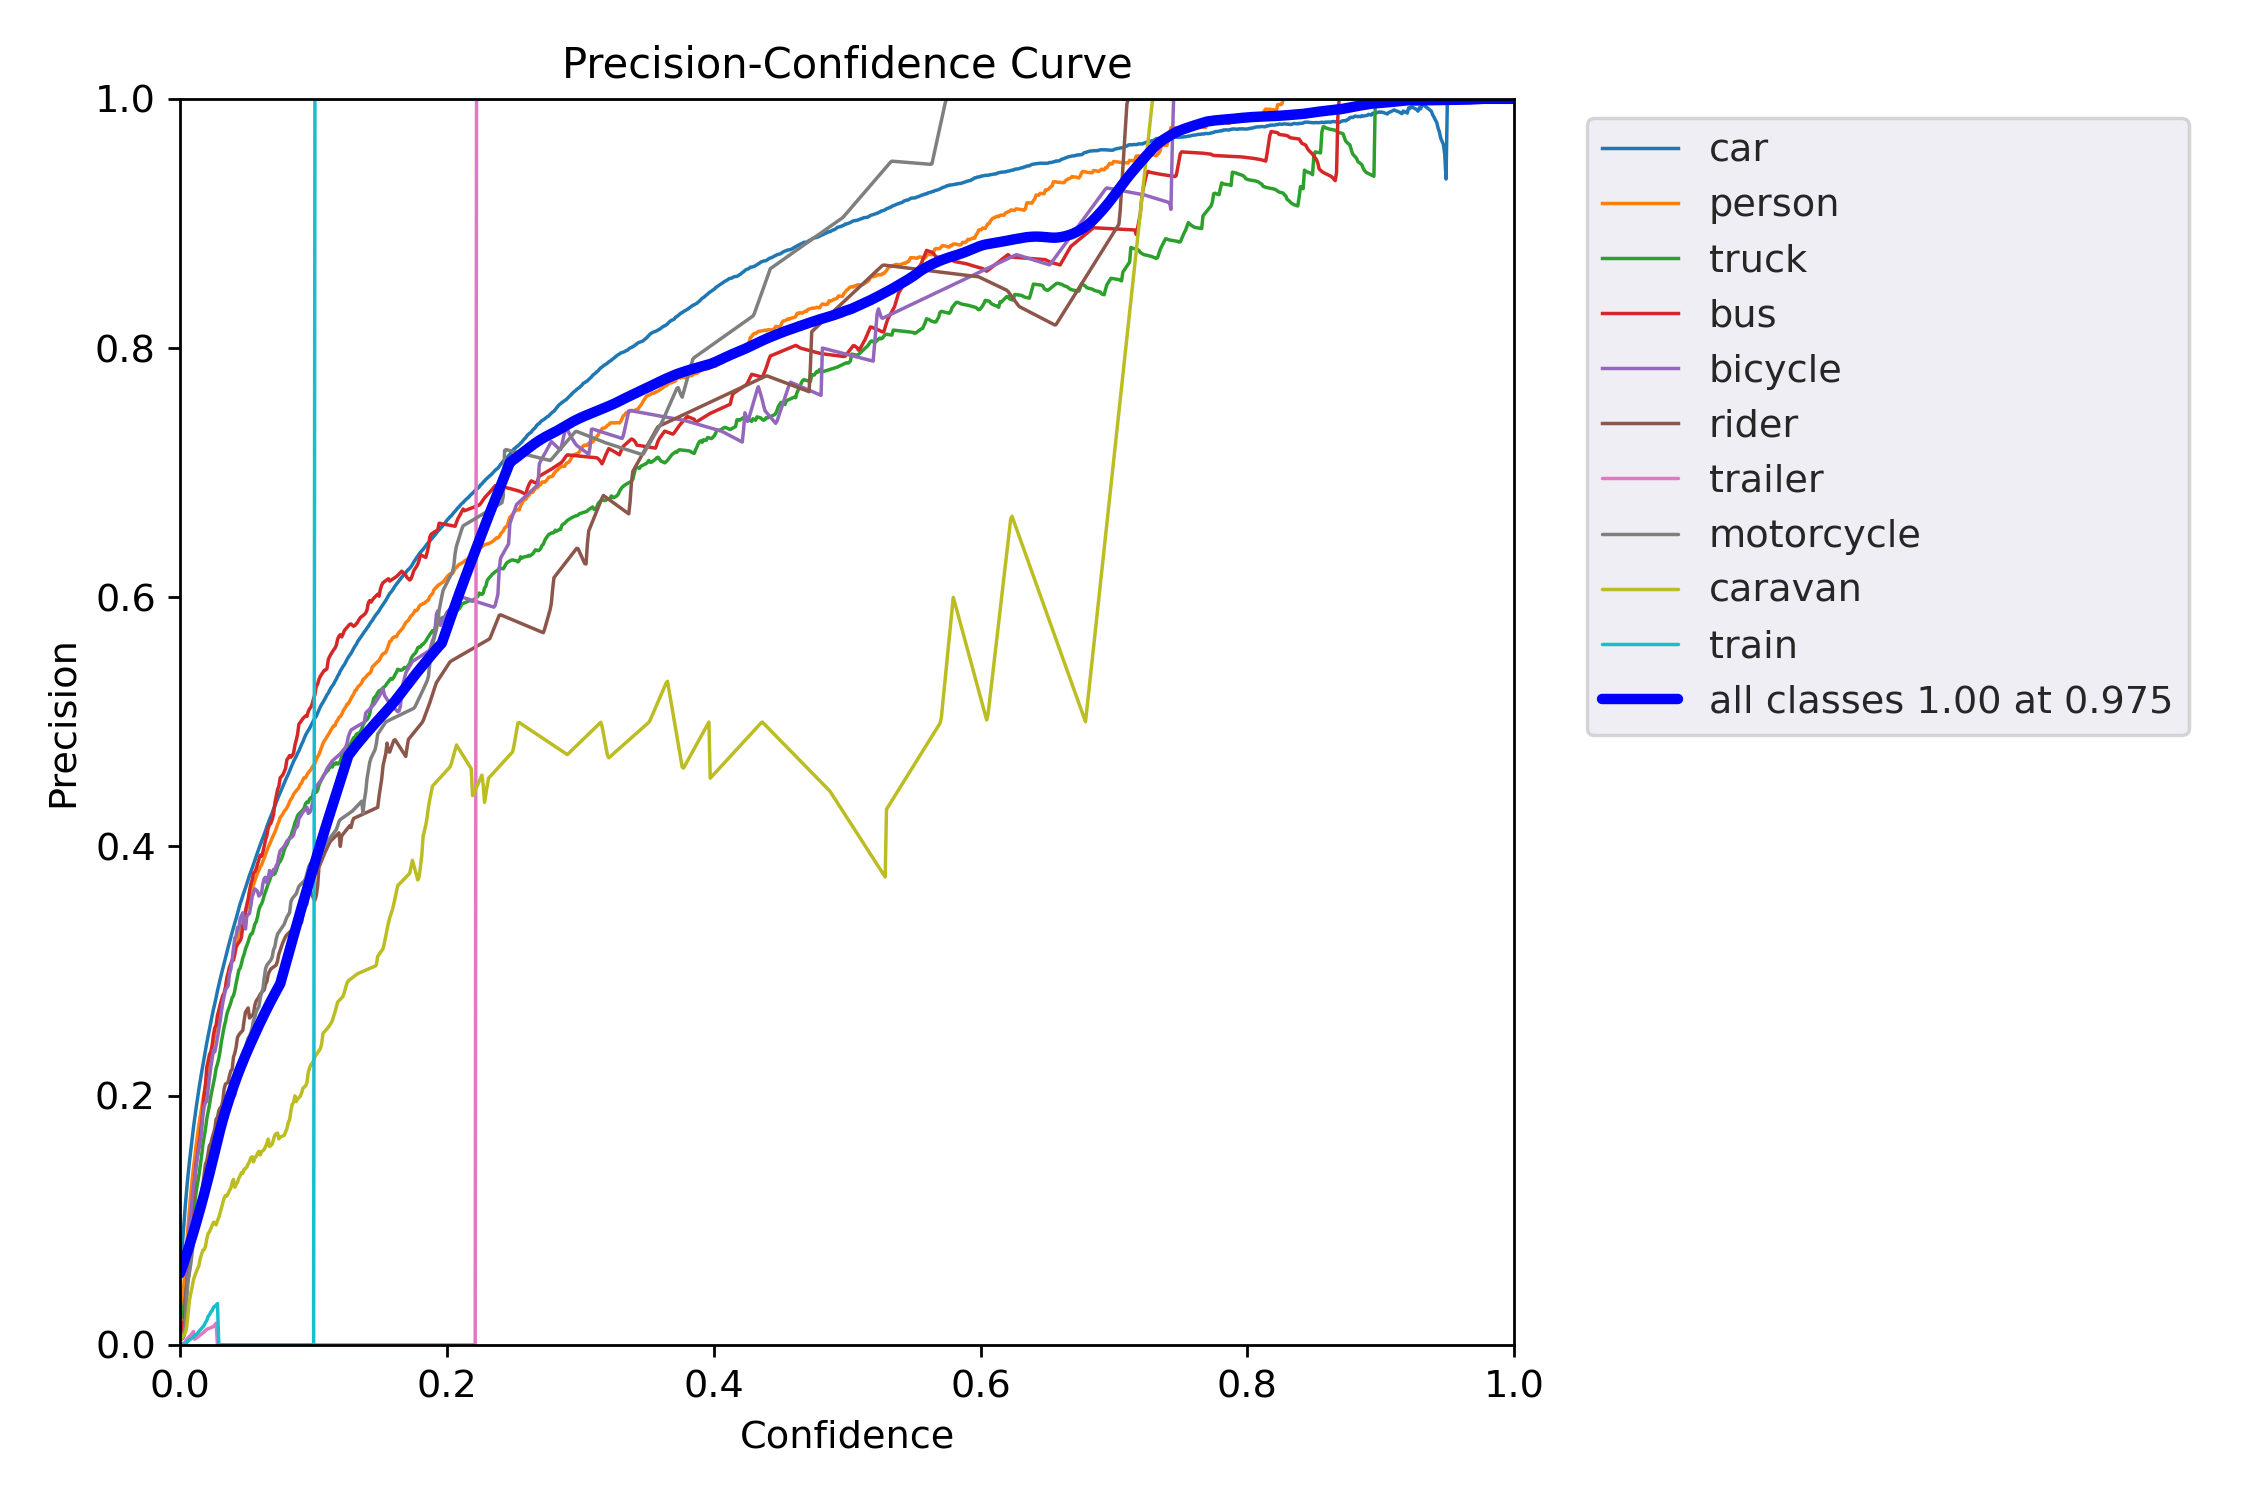 Precision-Confidence Curve
1.0
0.8
0.6
0.4
0.2
0.0
Precision
0.0 0.2 0.4 0.6 0.8 1.0
Confidence
car
person
truck
bus
bicycle
rider
trailer
motorcycle
caravan
train
all classes 1.00 at 0.975